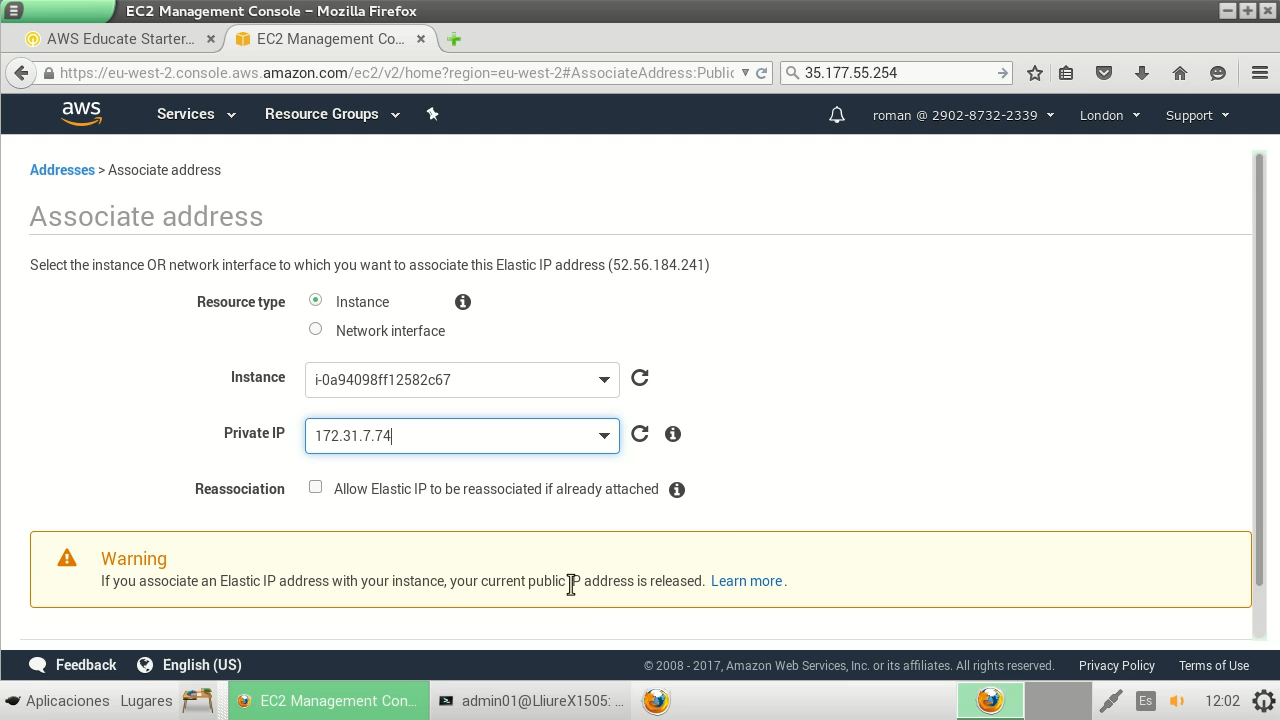 EC2 Management Console – Mozilla Firefox
AWS Educate Starter...
EC2 Management Co...
https://eu-west-2.console.aws.amazon.com/ec2/v2/home?region=eu-west-2#AssociateAddress:Public
35.177.55.254
aws
Services
Resource Groups
roman @ 2902-8732-2339
London
Support
Addresses > Associate address
Associate address
Select the instance OR network interface to which you want to associate this Elastic IP address (52.56.184.241)
Resource type
Instance
Network interface
Instance
i-0a94098ff12582c67
Private IP
172.31.7.74
Reassociation
Allow Elastic IP to be reassociated if already attached
Warning
If you associate an Elastic IP address with your instance, your current public IP address is released. Learn more.
Feedback
English (US)
© 2008 - 2017, Amazon Web Services, Inc. or its affiliates. All rights reserved.
Privacy Policy
Terms of Use
Aplicaciones
Lugares
EC2 Management Con...
admin01@LliureX1505: ...
Es
12:02